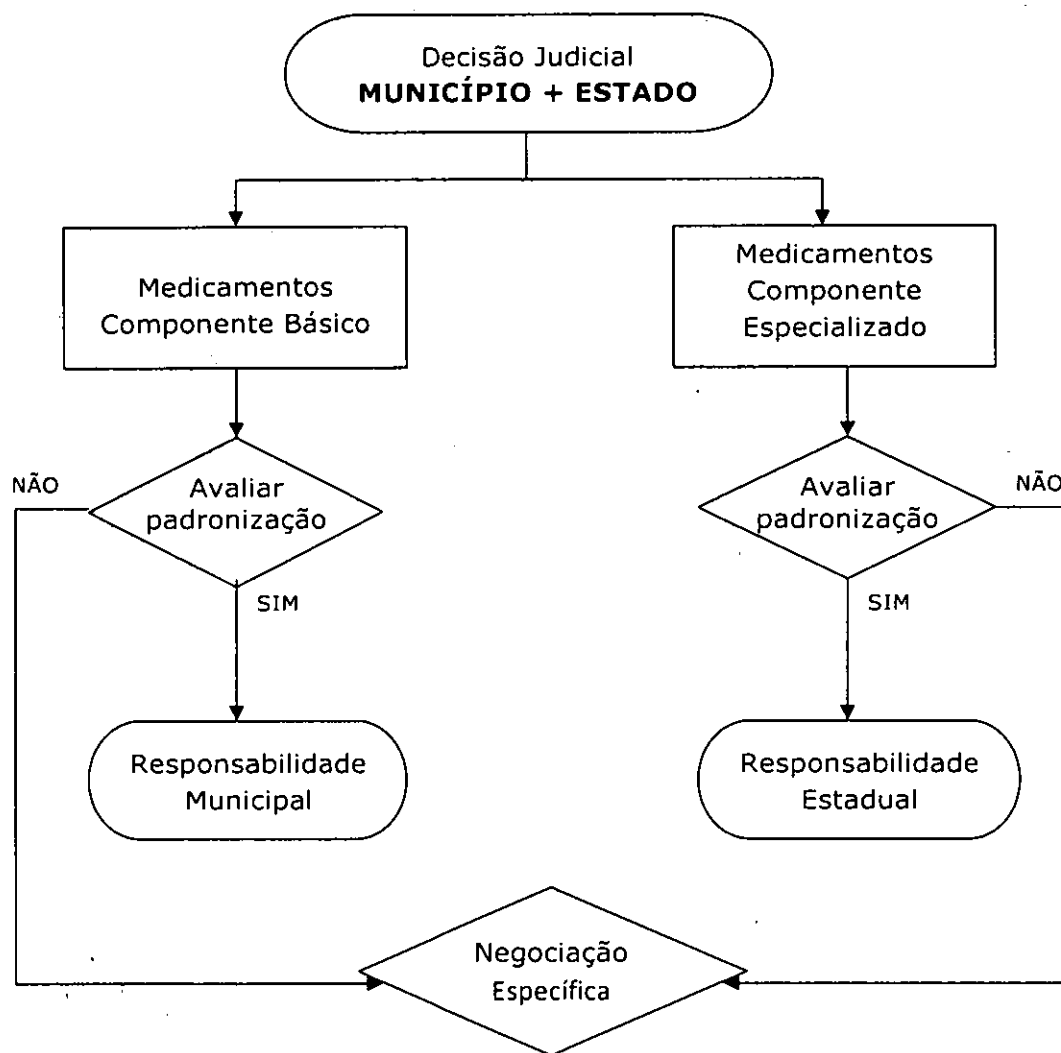 Decisão Judicial
MUNICÍPIO + ESTADO
Medicamentos
Componente Básico
Medicamentos
Componente
Especializado
NÃO
Avaliar
padronização
SIM
Avaliar
padronização
NÃO
SIM
Responsabilidade
Municipal
Responsabilidade
Estadual
Negociação
Específica